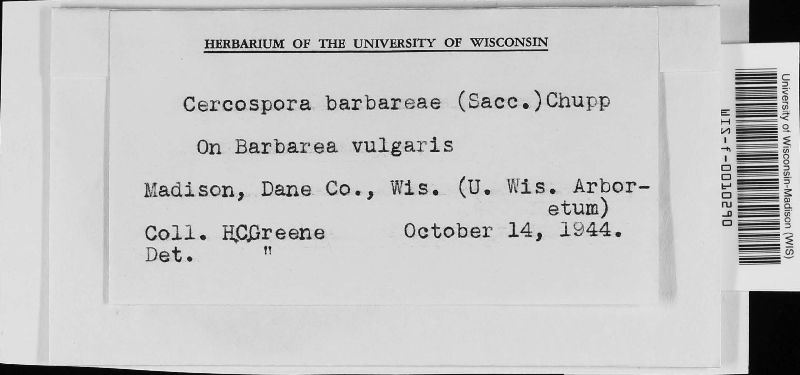 HERBARIUM OF THE UNIVERSITY OF WISCONSIN
Cercospora barbareae (Sacc.)Chupp
On Barbarea vulgaris
Madison, Dane Co., Wis. (U. Wis. Arbor-
etum)
Coll. H.C.Greene October 14, 1944.
Det. "
WIS-f-0010290
University of Wisconsin-Madison (WIS)